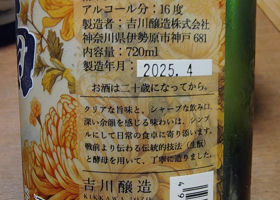 アルコール分：16度
製造者：吉川醸造株式会社
神奈川県伊勢原市神戸681
内容量：720ml
製造年月：2025.4
お酒は二十歳になってから。
クリアな旨味と、シャープな飲み口、
深い余韻を感じる味わいは、シンプ
ルにして日常の食卓に寄り添います。
戦前より伝わる伝統的技法（生酛）
と酵母を用いて、丁寧に造りました。
吉川醸造
KIKKAWA JOZO